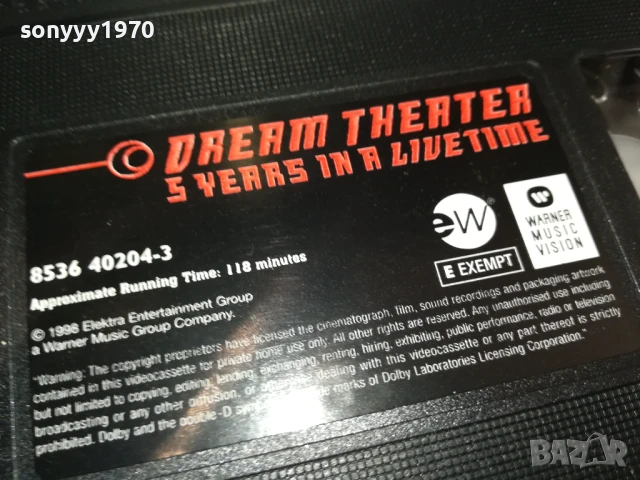 sonyyy1970
DREAM THEATER
5 YEARS IN A LIVETIME
eW®
WARNER
MUSIC
VISION
E EXEMPT
8536 40204-3
Approximate Running Time: 118 minutes
© 1998 Elektra Entertainment Group
a Warner Music Group Company.
"Warning: The copyright proprietors have licensed the cinematograph, film, sound recordings and packaging artwork
contained in this videocassette for private home use only. All other rights are reserved. Any unauthorised use including
but not limited to copying, editing, lending, exchanging, renting, hiring, exhibiting, public performance, radio or television
broadcasting or any other diffusion, or dealing with this videocassette or any part thereof is strictly
prohibited. Dolby and the double-D are trade marks of Dolby Laboratories Licensing Corporation."
BAZAR